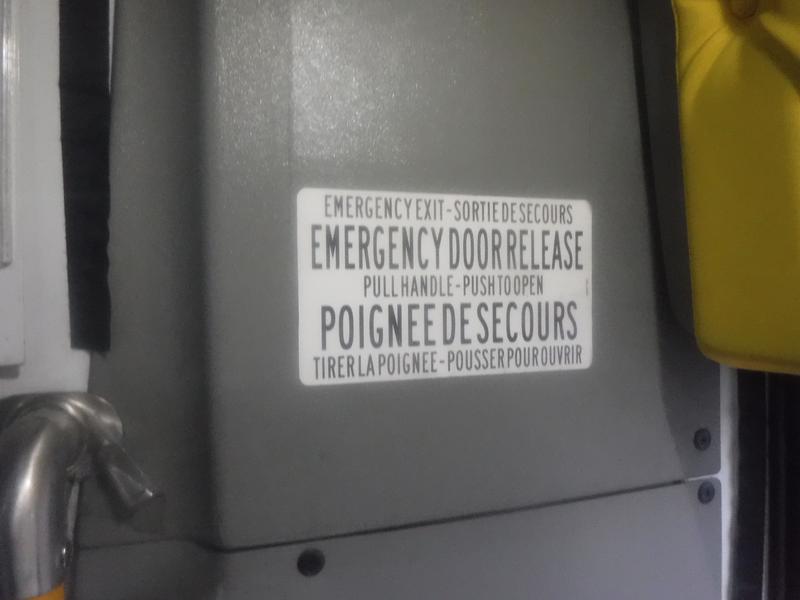 EMERGENCY EXIT - SORTIE DE SECOURS
EMERGENCY DOOR RELEASE
PULL HANDLE - PUSH TO OPEN
POIGNEE DE SECOURS
TIRER LA POIGNEE - POUSSER POUR OUVRIR